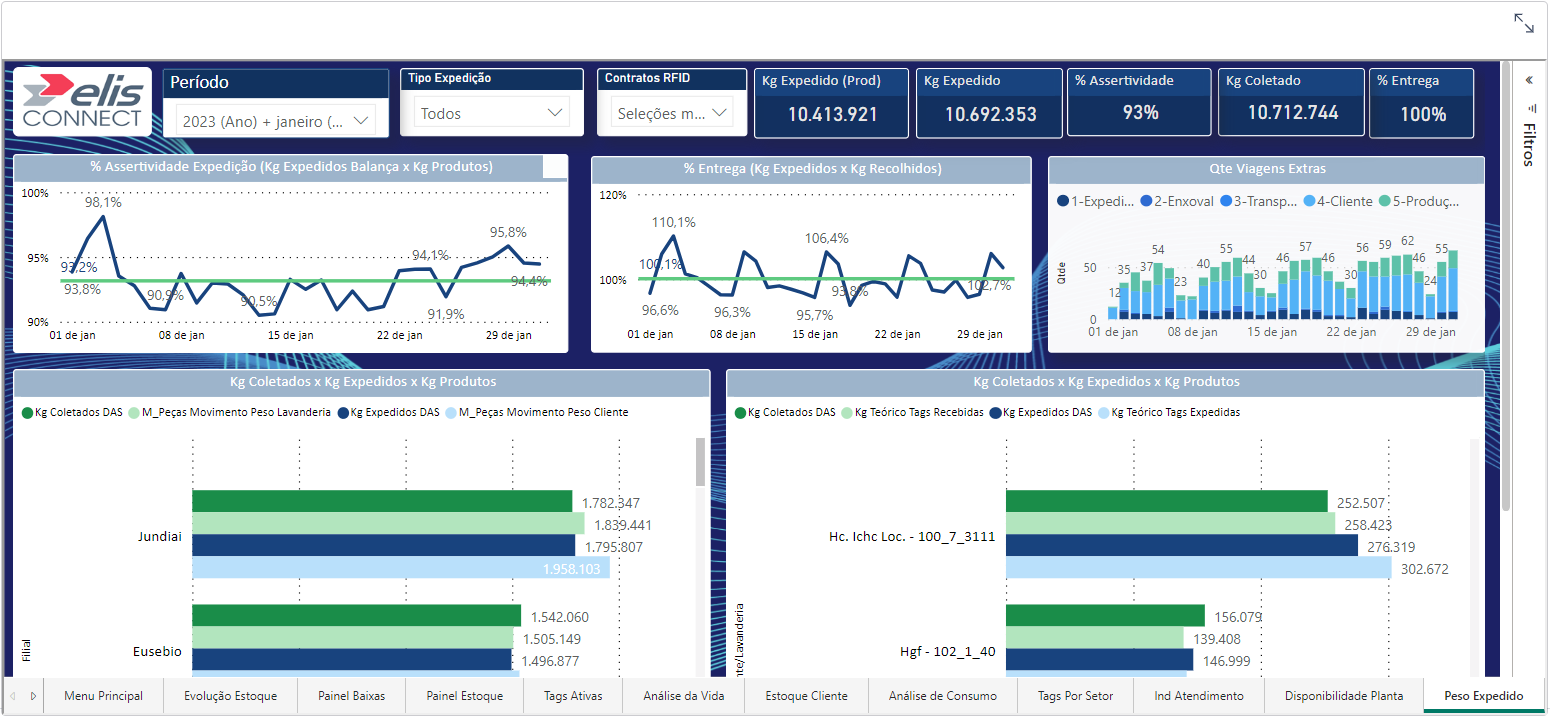 elis
CONNECT
Período
2023 (Ano) + janeiro (...
Tipo Expedição
Todos
Contratos RFID
Seleções m...
Kg Expedido (Prod)
10.413.921
Kg Expedido
10.692.353
% Assertividade
93%
Kg Coletado
10.712.744
% Entrega
100%
Filtros
% Assertividade Expedição (Kg Expedidos Balança x Kg Produtos)
100%
95%
90%
98,1%
93,2%
93,8%
90,9%
90,5%
94,1%
91,9%
95,8%
94,4%
01 de jan
08 de jan
15 de jan
22 de jan
29 de jan
% Entrega (Kg Expedidos x Kg Recolhidos)
120%
100%
110,1%
100,1%
96,6%
96,3%
106,4%
95,7%
93,8%
102,7%
01 de jan
08 de jan
15 de jan
22 de jan
29 de jan
Qte Viagens Extras
1-Expedi... 2-Enxoval 3-Transp... 4-Cliente 5-Produç...
Qtde
50
0
12 35 37 54 23 40 55 44 30 46 57 46 30 56 59 62 46 24 55
01 de jan
08 de jan
15 de jan
22 de jan
29 de jan
Kg Coletados x Kg Expedidos x Kg Produtos
Kg Coletados DAS M_Peças Movimento Peso Lavanderia Kg Expedidos DAS M_Peças Movimento Peso Cliente
Filial
Jundiai
1.782.347
1.839.441
1.795.807
1.958.103
Eusebio
1.542.060
1.505.149
1.496.877
Kg Coletados x Kg Expedidos x Kg Produtos
Kg Coletados DAS Kg Teórico Tags Recebidas Kg Expedidos DAS Kg Teórico Tags Expedidas
nte/Lavanderia
Hc. Ichc Loc. - 100_7_3111
252.507
258.423
276.319
302.672
Hgf - 102_1_40
156.079
139.408
146.999
Menu Principal
Evolução Estoque
Painel Baixas
Painel Estoque
Tags Ativas
Análise da Vida
Estoque Cliente
Análise de Consumo
Tags Por Setor
Ind Atendimento
Disponibilidade Planta
Peso Expedido